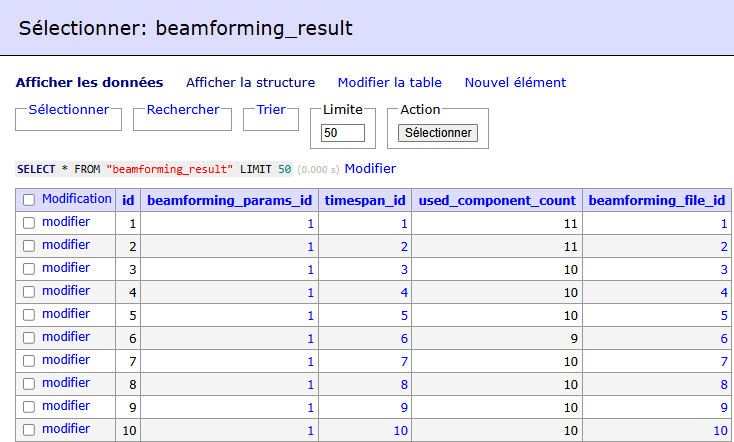 Sélectionner: beamforming_result
Afficher les données Afficher la structure Modifier la table Nouvel élément
Sélectionner Rechercher Trier Limite Action
50 Sélectionner
SELECT * FROM "beamforming_result" LIMIT 50 (0.000 s) Modifier
Modification id beamforming_params_id timespan_id used_component_count beamforming_file_id
modifier 1 1 1 11 1
modifier 2 1 2 11 2
modifier 3 1 3 10 3
modifier 4 1 4 10 4
modifier 5 1 5 10 5
modifier 6 1 6 9 6
modifier 7 1 7 10 7
modifier 8 1 8 10 8
modifier 9 1 9 10 9
modifier 10 1 10 10 10